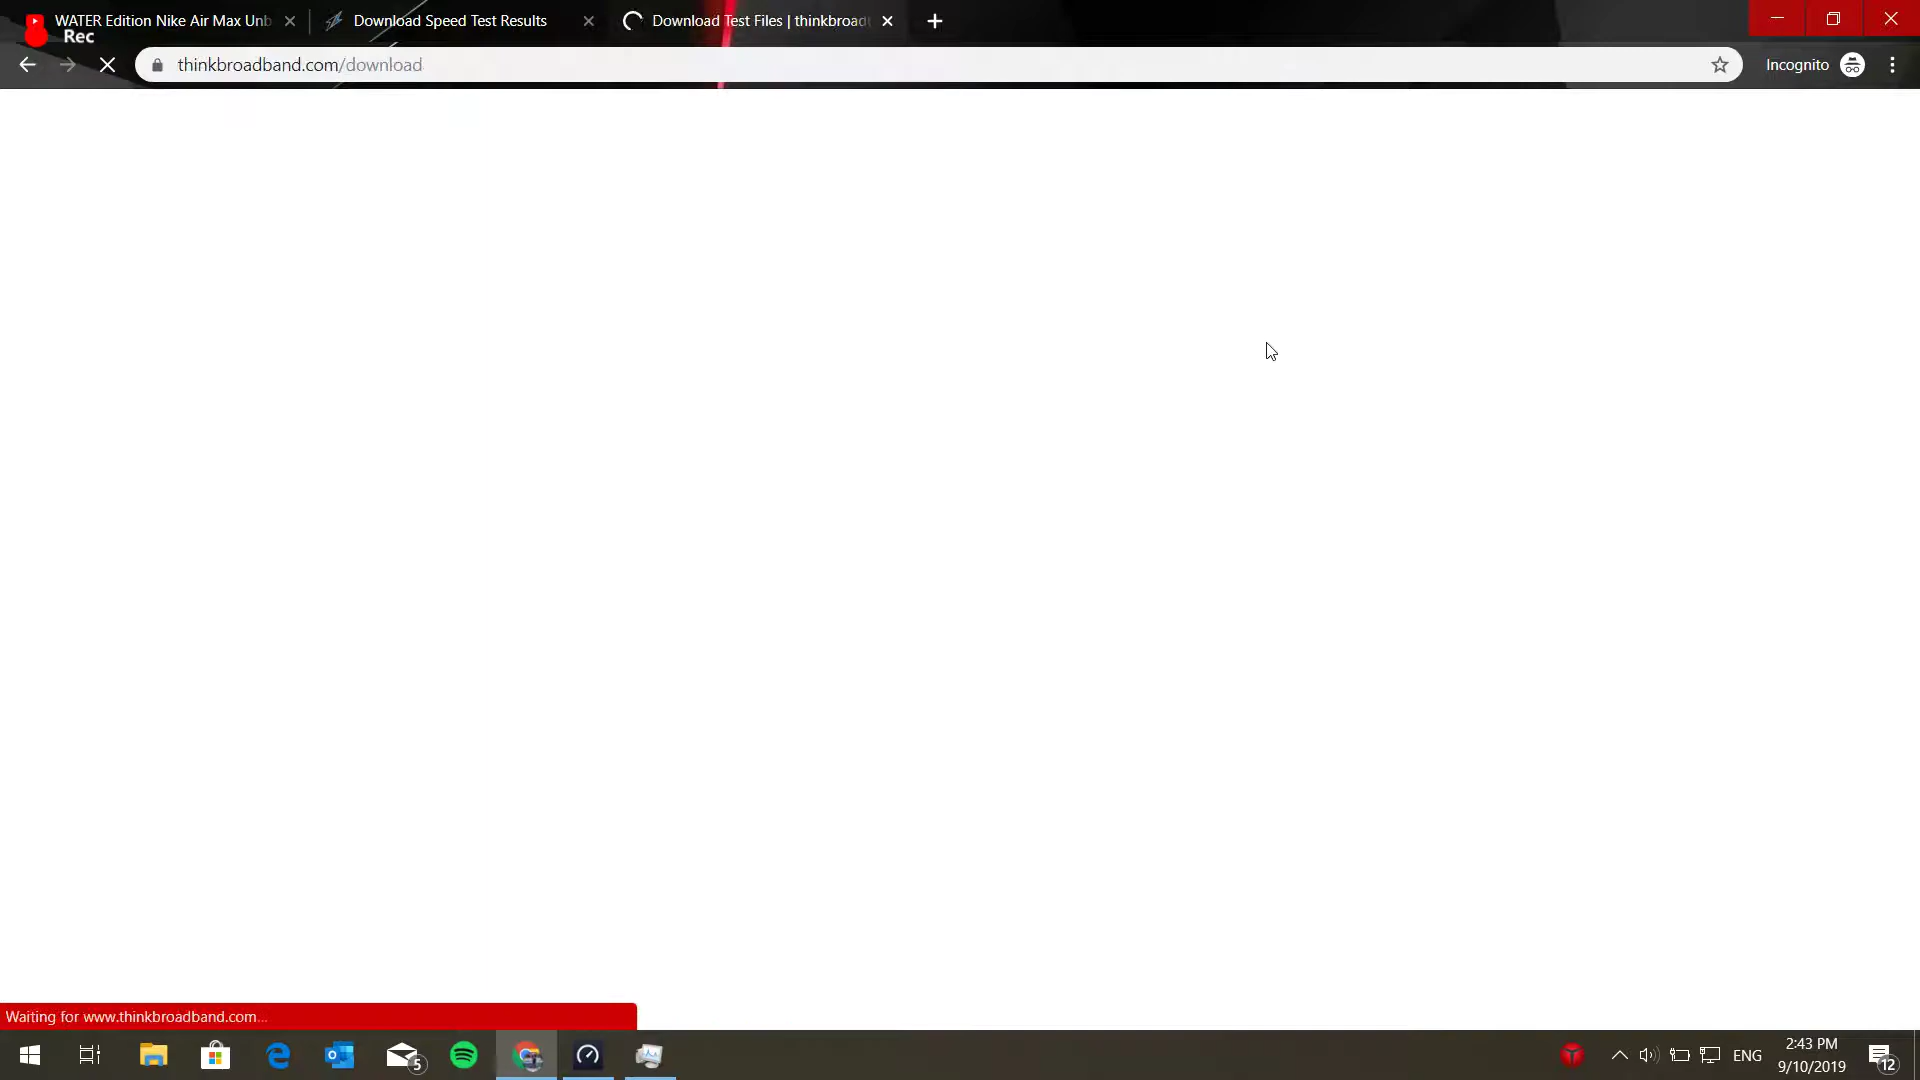 WATER Edition Nike Air Max Unb
Download Speed Test Results
Download Test Files | thinkbroad
Rec
thinkbroadband.com/download
Incognito
Waiting for www.thinkbroadband.com...
5
ENG
2:43 PM
9/10/2019
12